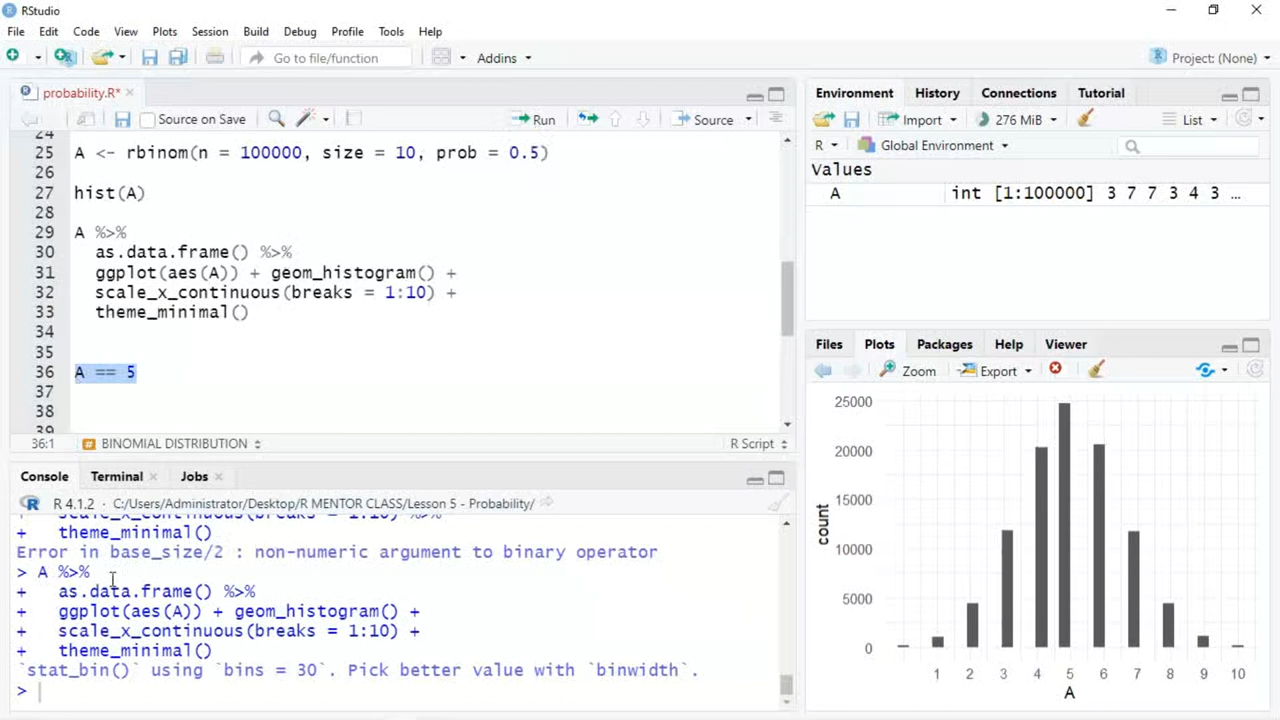 RStudio
File Edit Code View Plots Session Build Debug Profile Tools Help
Go to file/function Addins Project: (None)
probability.R*
Source on Save Run Source
24
25 A <- rbinom(n = 100000, size = 10, prob = 0.5)
26
27 hist(A)
28
29 A %>%
30 as.data.frame() %>%
31 ggplot(aes(A)) + geom_histogram() +
32 scale_x_continuous(breaks = 1:10) +
33 theme_minimal()
34
35
36 A == 5
37
38
39
36:1 BINOMIAL DISTRIBUTION R Script
Console Terminal Jobs
R 4.1.2 · C:/Users/Administrator/Desktop/R MENTOR CLASS/Lesson 5 - Probability/
+ scale_x_continuous(breaks = 1:10) %>%
+ theme_minimal()
Error in base_size/2 : non-numeric argument to binary operator
> A %>%
+ as.data.frame() %>%
+ ggplot(aes(A)) + geom_histogram() +
+ scale_x_continuous(breaks = 1:10) +
+ theme_minimal()
`stat_bin()` using `bins = 30`. Pick better value with `binwidth`.
>
Environment History Connections Tutorial
Import 276 MiB List
R Global Environment
Values
A int [1:100000] 3 7 7 3 4 3 …
Files Plots Packages Help Viewer
Zoom Export
25000
20000
15000
10000
5000
0
count
1 2 3 4 5 6 7 8 9 10
A